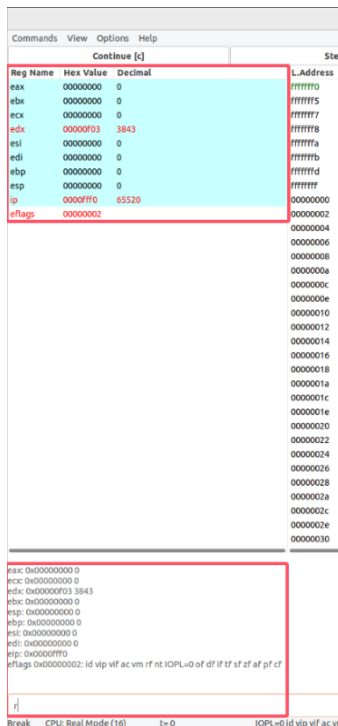 Commands View Options Help
Continue [c] Ste
Reg Name Hex Value Decimal L.Address
eax 00000000 0 fffffff0
ebx 00000000 0 fffffff5
ecx 00000000 0 fffffff7
edx 00000f03 3843 fffffff8
esi 00000000 0 fffffffa
edi 00000000 0 fffffffb
ebp 00000000 0 fffffffd
esp 00000000 0 ffffffff
ip 0000fff0 65520 00000000
eflags 00000002 00000002
00000004
00000006
00000008
0000000a
0000000c
0000000e
00000010
00000012
00000014
00000016
00000018
0000001a
0000001c
0000001e
00000020
00000022
00000024
00000026
00000028
0000002a
0000002c
0000002e
00000030
eax: 0x00000000 0
ecx: 0x00000000 0
edx: 0x00000f03 3843
ebx: 0x00000000 0
esp: 0x00000000 0
ebp: 0x00000000 0
esi: 0x00000000 0
edi: 0x00000000 0
eip: 0x0000fff0
eflags 0x00000002: id vip vif ac vm rf nt IOPL=0 of df if tf sf zf af pf cf
r
Break CPU: Real Mode (16) t= 0 IOPL=0 id vip vif ac v